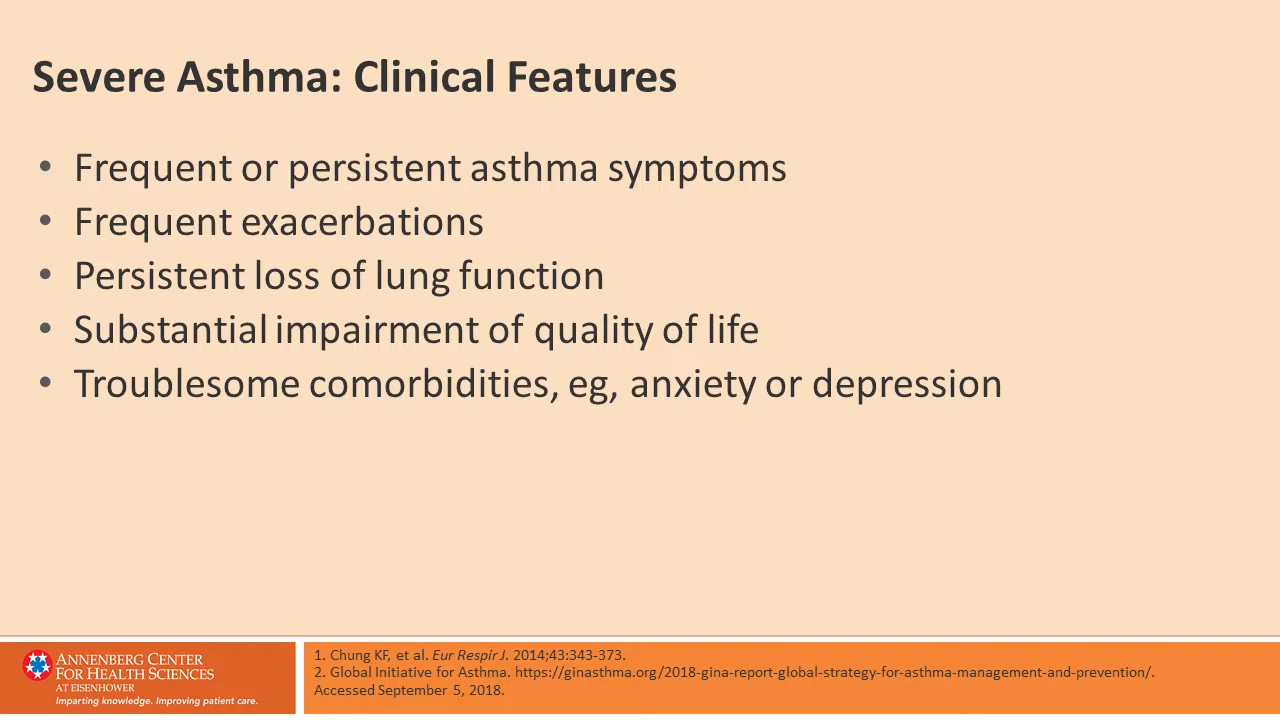 Severe Asthma: Clinical Features
• Frequent or persistent asthma symptoms
• Frequent exacerbations
• Persistent loss of lung function
• Substantial impairment of quality of life
• Troublesome comorbidities, eg, anxiety or depression
ANNENBERG CENTER
FOR HEALTH SCIENCES
AT EISENHOWER
Imparting knowledge. Improving patient care.
1. Chung KF, et al. Eur Respir J. 2014;43:343-373.
2. Global Initiative for Asthma. https://ginasthma.org/2018-gina-report-global-strategy-for-asthma-management-and-prevention/.
Accessed September 5, 2018.